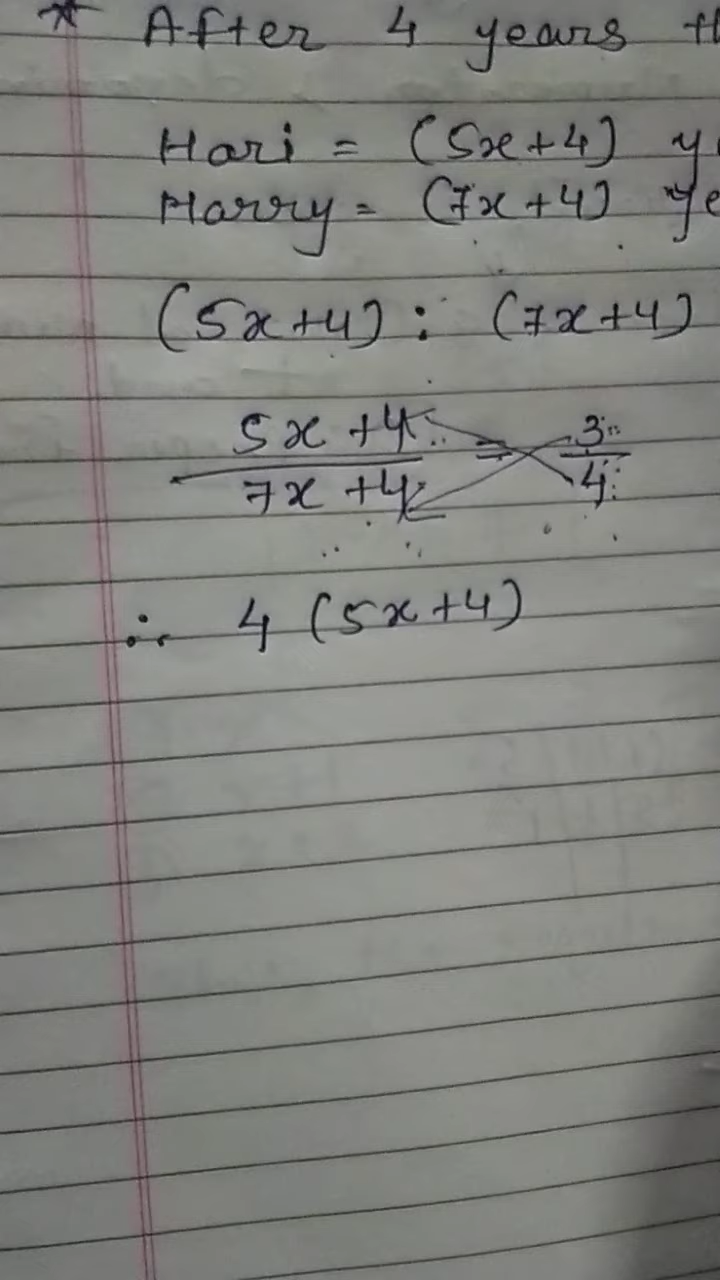 * After 4 years
Hari = (5x+4)
Harry = (7x+4)
(5x+4) : (7x+4)
5x+4 = 3
7x+4 4
∴ 4 (5x+4)